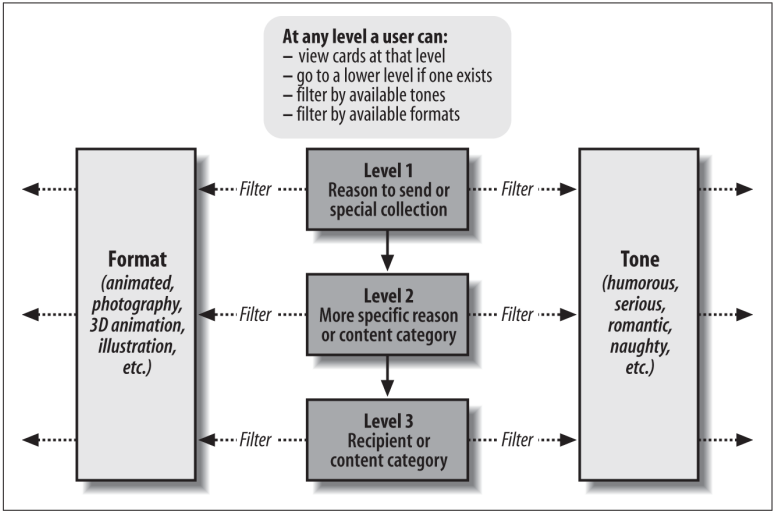 At any level a user can:
– view cards at that level
– go to a lower level if one exists
– filter by available tones
– filter by available formats
Level 1
Reason to send or
special collection
Filter
Filter
Format
(animated,
photography,
3D animation,
illustration,
etc.)
Level 2
More specific reason
or content category
Filter
Filter
Tone
(humorous,
serious,
romantic,
naughty,
etc.)
Level 3
Recipient or
content category
Filter
Filter